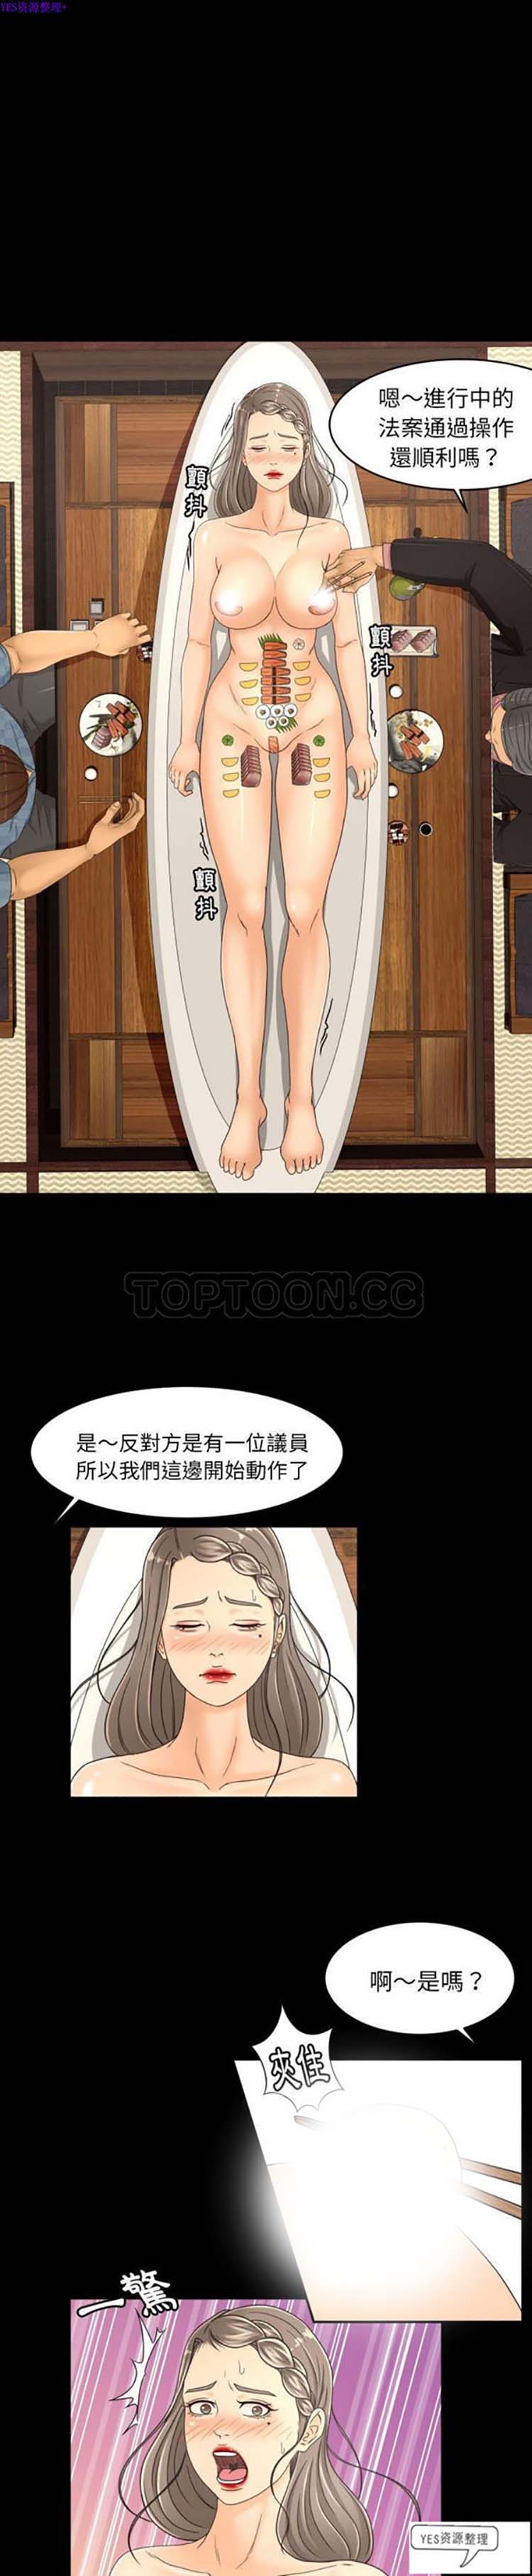 YES资源整理+
嗯～進行中的
法案通過操作
還順利嗎？
顫抖
顫抖
顫抖
TOPTOON.CC
是～反對方是有一位議員
所以我們這邊開始動作了
啊～是嗎？
夾住
一驚
YES资源整理